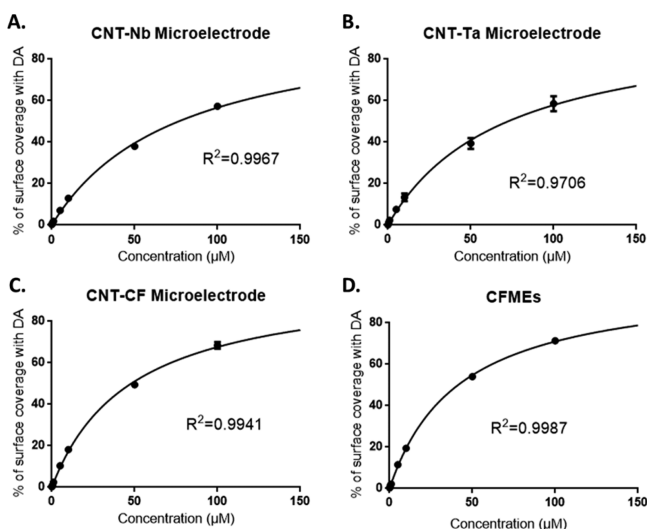 A.
CNT-Nb Microelectrode
% of surface coverage with DA
80
60
40
20
0
R²=0.9967
0
50
100
150
Concentration (µM)
B.
CNT-Ta Microelectrode
% of surface coverage with DA
80
60
40
20
0
R²=0.9706
0
50
100
150
Concentration (µM)
C.
CNT-CF Microelectrode
% of surface coverage with DA
80
60
40
20
0
R²=0.9941
0
50
100
150
Concentration (µM)
D.
CFMEs
% of surface coverage with DA
80
60
40
20
0
R²=0.9987
0
50
100
150
Concentration (µM)